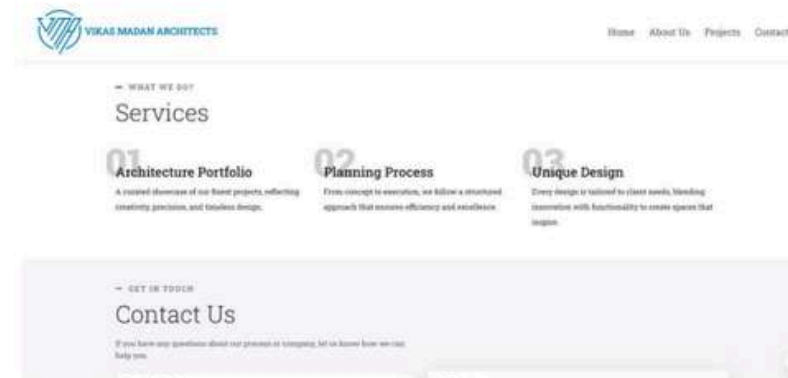 VIKAS MADAN ARCHITECTS
Home About Us Projects Contact
WHAT WE DO?
Services
01 02 03
Architecture Portfolio Planning Process Unique Design
A curated showcase of our finest projects, reflecting
creativity, precision, and timeless design.
From concept to execution, we follow a structured
approach that ensures efficiency and excellence.
Every design is tailored to client needs, blending
innovation with functionality to create spaces that
inspire.
GET IN TOUCH
Contact Us
If you have any questions about our process or company, let us know how we can
help you.